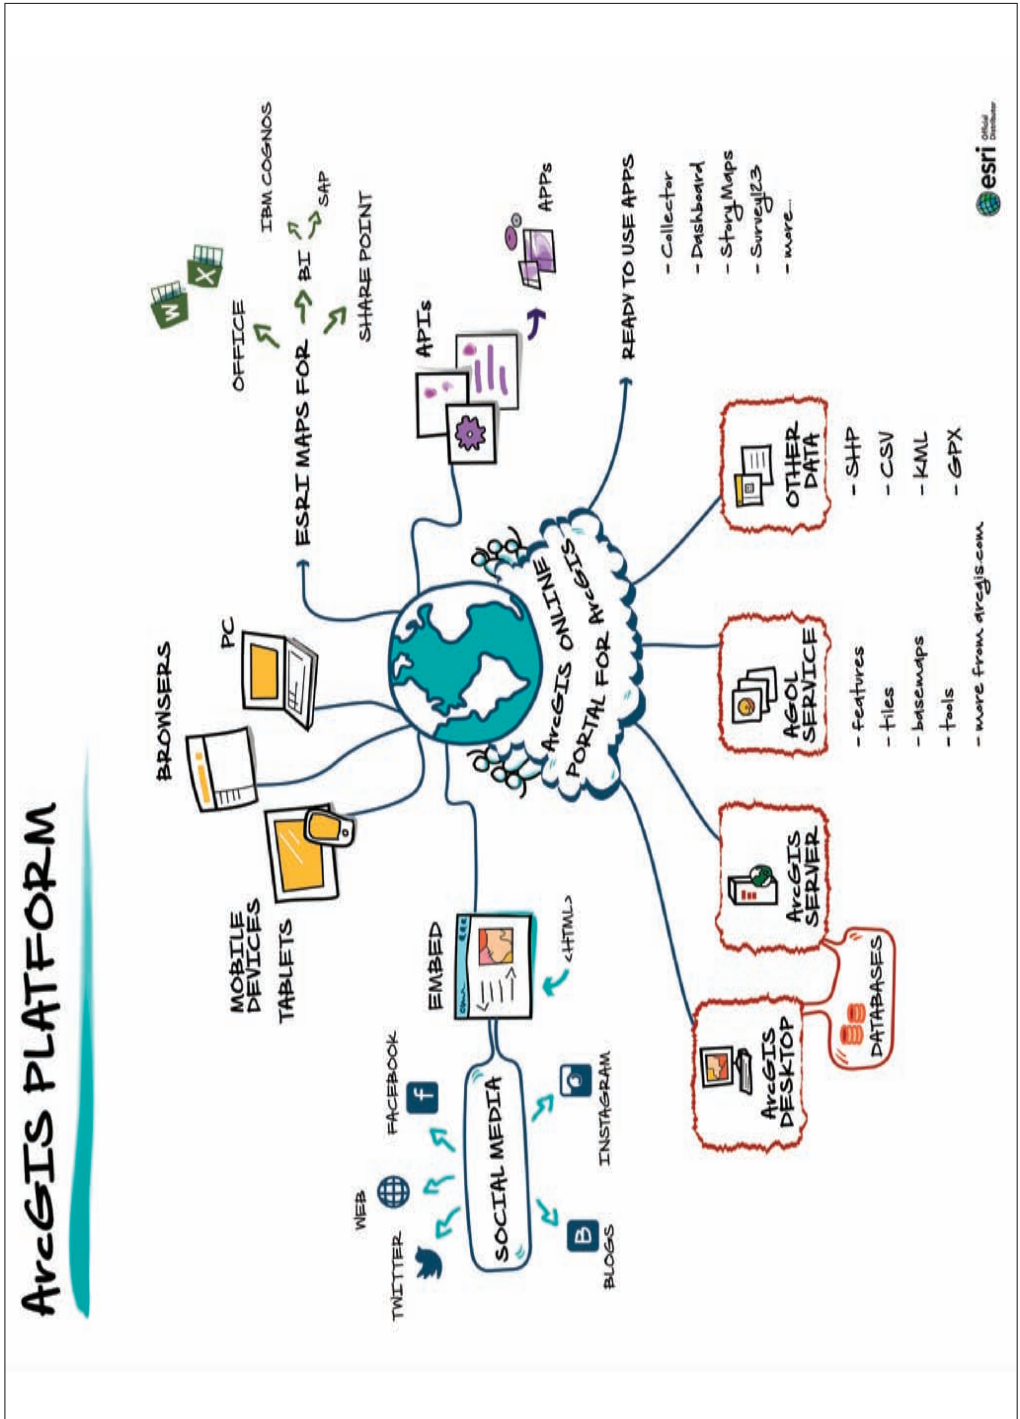 ArcGIS PLATFORM
BROWSERS
PC
MOBILE
DEVICES
TABLETS
ESRI MAPS FOR
OFFICE
W
X
BI
IBM COGNOS
SAP
SHARE POINT
APIs
APPs
READY TO USE APPS
- Collector
- Dashboard
- Story Maps
- Survey123
- more...
EMBED
<HTML>
SOCIAL MEDIA
TWITTER
WEB
FACEBOOK
f
BLOGS
B
INSTAGRAM
ArcGIS ONLINE
PORTAL FOR ArcGIS
ArcGIS
DESKTOP
ArcGIS
SERVER
DATABASES
AGOL
SERVICE
- features
- tiles
- basemaps
- tools
- more from arcgis.com
OTHER
DATA
- SHP
- CSV
- KML
- GPX
esri
Official
Distributor